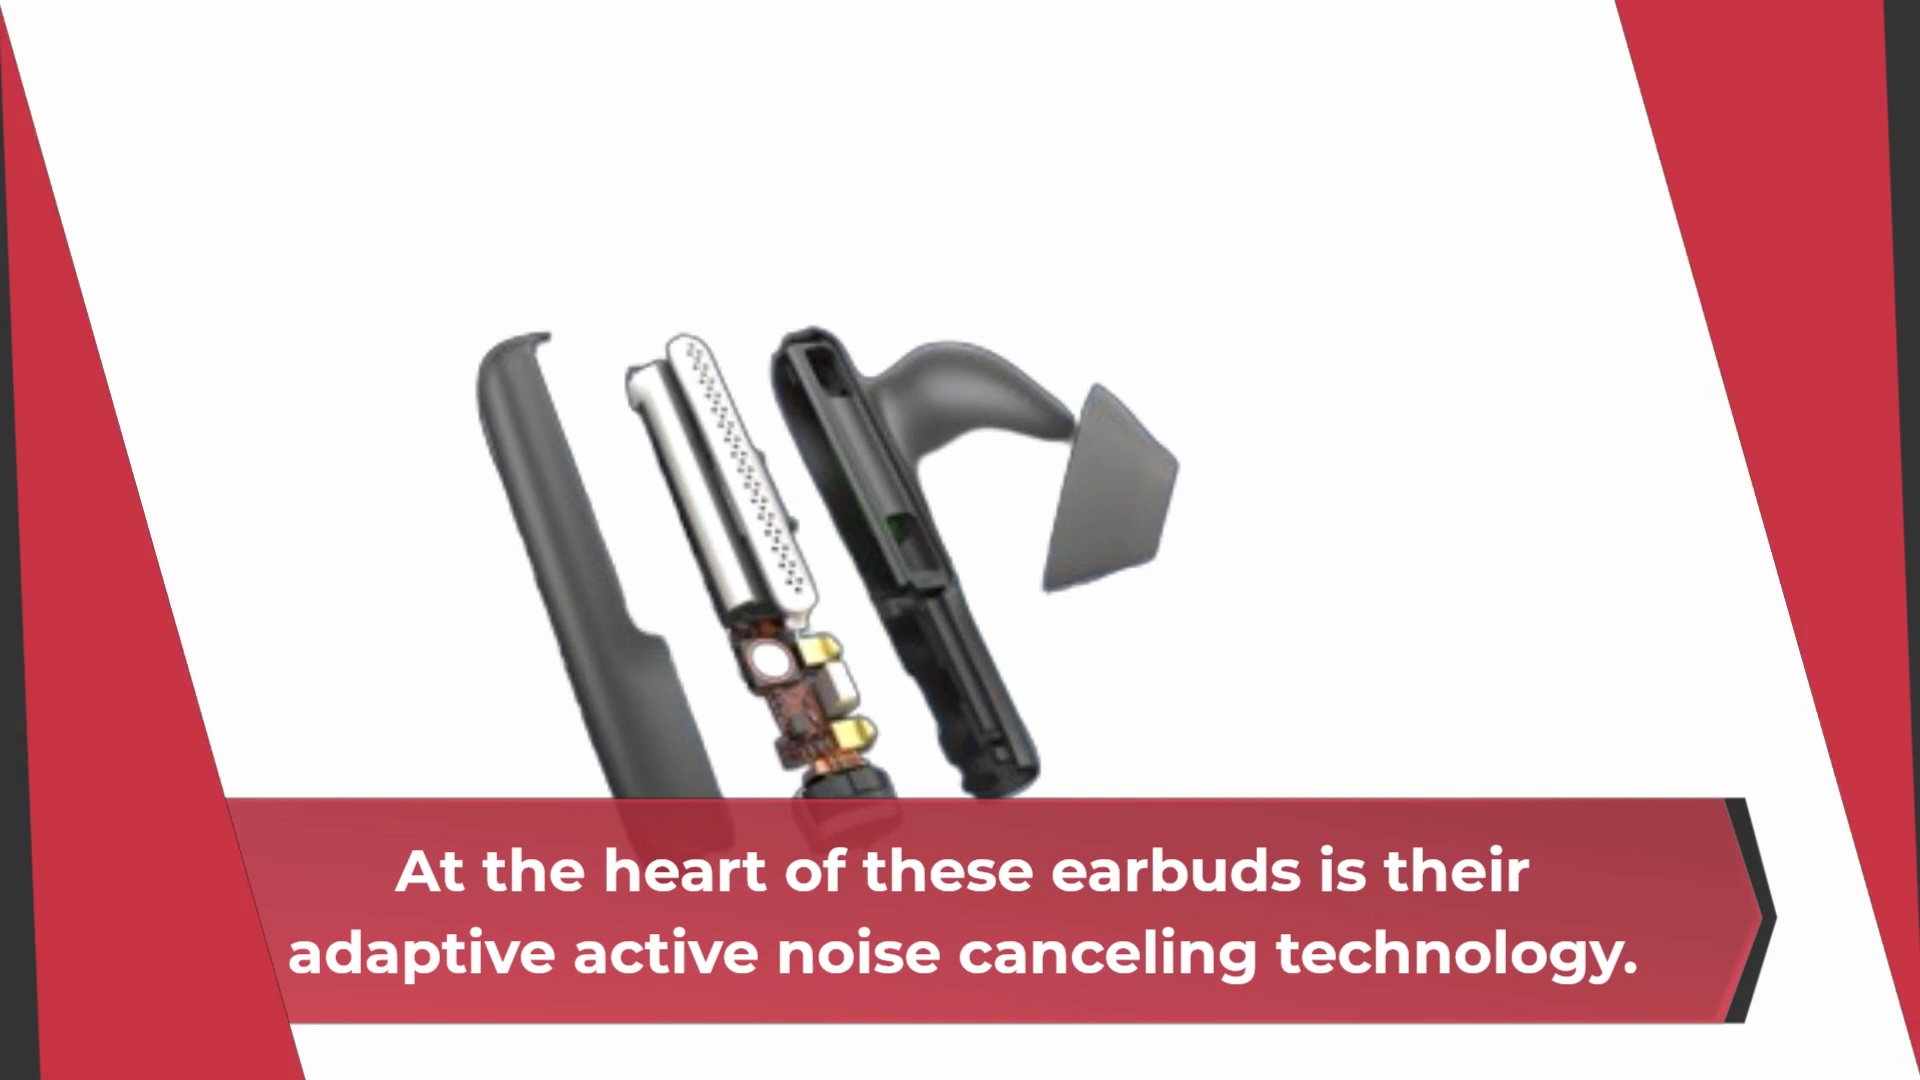 At the heart of these earbuds is their
adaptive active noise canceling technology.